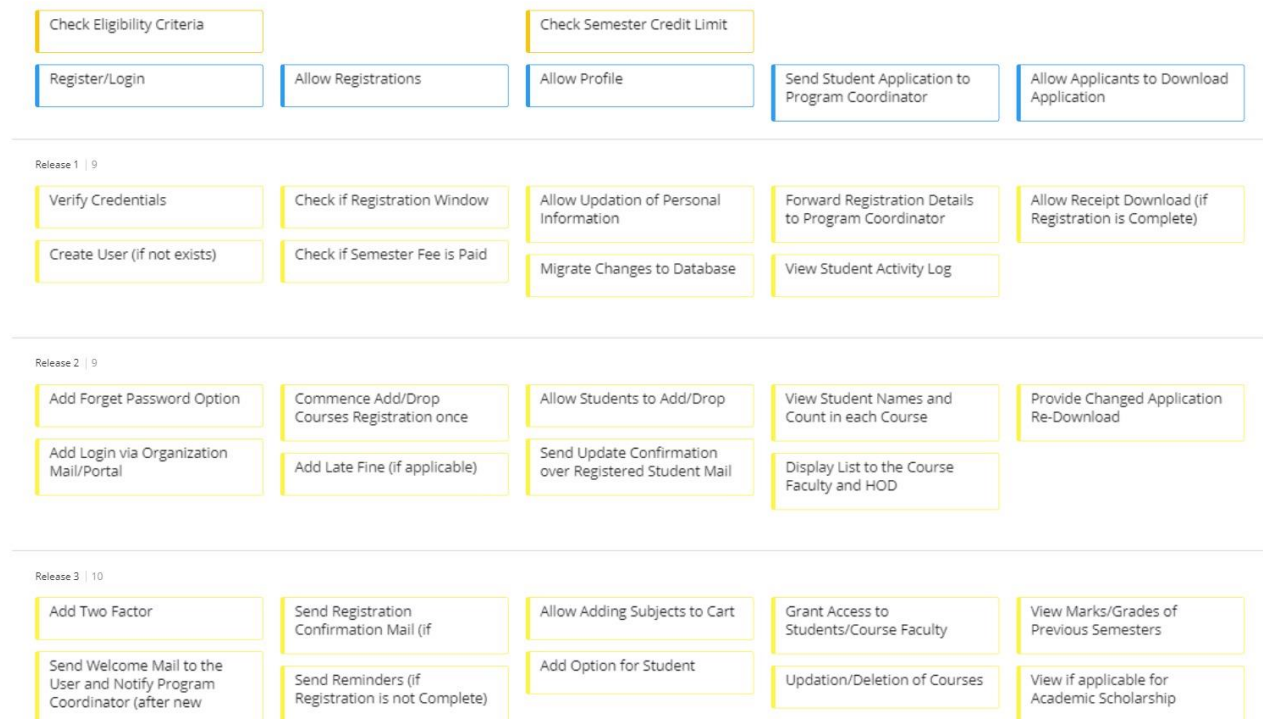 Check Eligibility Criteria
Check Semester Credit Limit
Register/Login
Allow Registrations
Allow Profile
Send Student Application to
Program Coordinator
Allow Applicants to Download
Application
Release 1 | 9
Verify Credentials
Check if Registration Window
Allow Updation of Personal
Information
Forward Registration Details
to Program Coordinator
Allow Receipt Download (if
Registration is Complete)
Create User (if not exists)
Check if Semester Fee is Paid
Migrate Changes to Database
View Student Activity Log
Release 2 | 9
Add Forget Password Option
Commence Add/Drop
Courses Registration once
Allow Students to Add/Drop
View Student Names and
Count in each Course
Provide Changed Application
Re-Download
Add Login via Organization
Mail/Portal
Add Late Fine (if applicable)
Send Update Confirmation
over Registered Student Mail
Display List to the Course
Faculty and HOD
Release 3 | 10
Add Two Factor
Send Registration
Confirmation Mail (if
Allow Adding Subjects to Cart
Grant Access to
Students/Course Faculty
View Marks/Grades of
Previous Semesters
Send Welcome Mail to the
User and Notify Program
Coordinator (after new
Send Reminders (if
Registration is not Complete)
Add Option for Student
Updation/Deletion of Courses
View if applicable for
Academic Scholarship